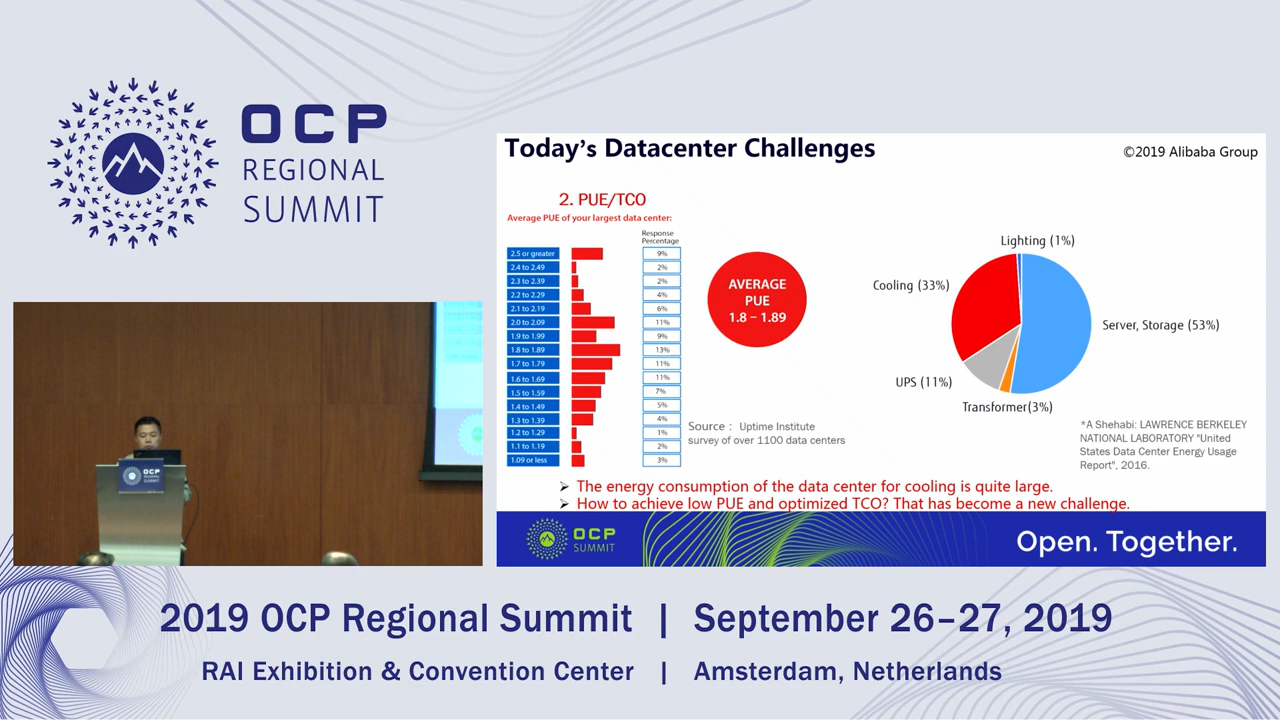 OCP
REGIONAL
SUMMIT
Today's Datacenter Challenges
©2019 Alibaba Group
2. PUE/TCO
Average PUE of your largest data center:
Response
Percentage
2.5 or greater 9%
2.4 to 2.49 2%
2.3 to 2.39 2%
2.2 to 2.29 4%
2.1 to 2.19 6%
2.0 to 2.09 11%
1.9 to 1.99 9%
1.8 to 1.89 13%
1.7 to 1.79 11%
1.6 to 1.69 11%
1.5 to 1.59 7%
1.4 to 1.49 5%
1.3 to 1.39 4%
1.2 to 1.29 1%
1.1 to 1.19 2%
1.09 or less 3%
AVERAGE
PUE
1.8 – 1.89
Source : Uptime Institute
survey of over 1100 data centers
Lighting (1%)
Cooling (33%)
Server, Storage (53%)
UPS (11%)
Transformer(3%)
*A Shehabi: LAWRENCE BERKELEY
NATIONAL LABORATORY "United
States Data Center Energy Usage
Report", 2016.
➢ The energy consumption of the data center for cooling is quite large.
➢ How to achieve low PUE and optimized TCO? That has become a new challenge.
OCP
SUMMIT
Open. Together.
OCP
2019 OCP Regional Summit | September 26–27, 2019
RAI Exhibition & Convention Center | Amsterdam, Netherlands